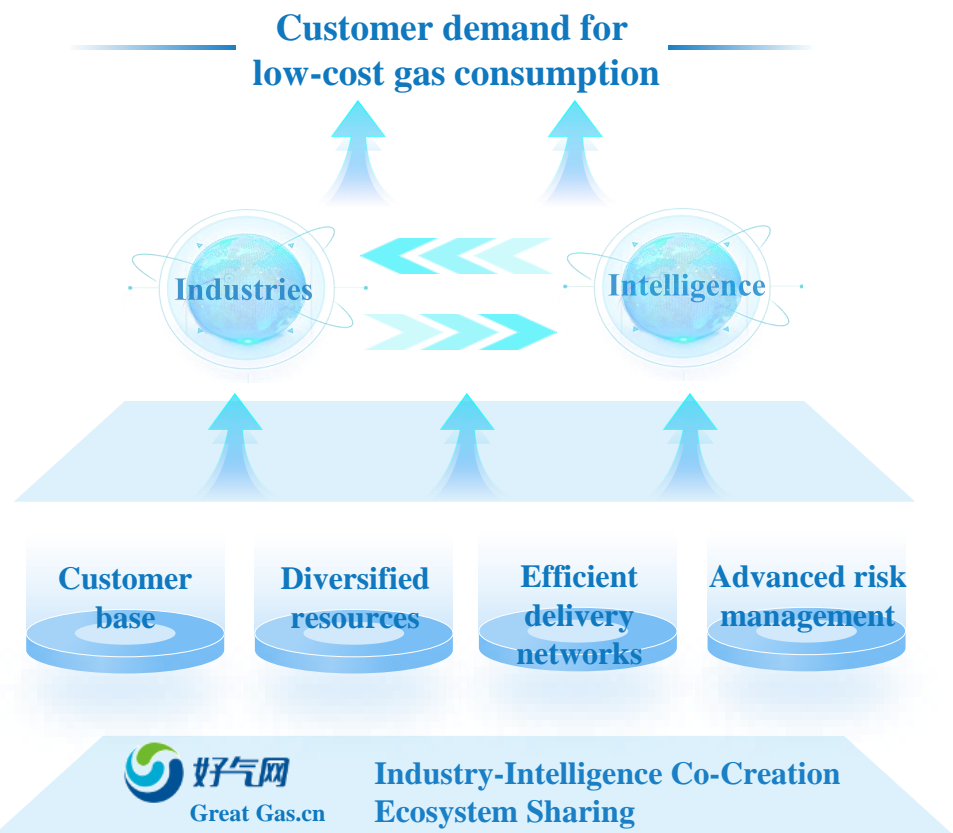 Customer demand for
low-cost gas consumption
Industries
Intelligence
Customer
base
Diversified
resources
Efficient
delivery
networks
Advanced risk
management
好气网
Great Gas.cn
Industry-Intelligence Co-Creation
Ecosystem Sharing